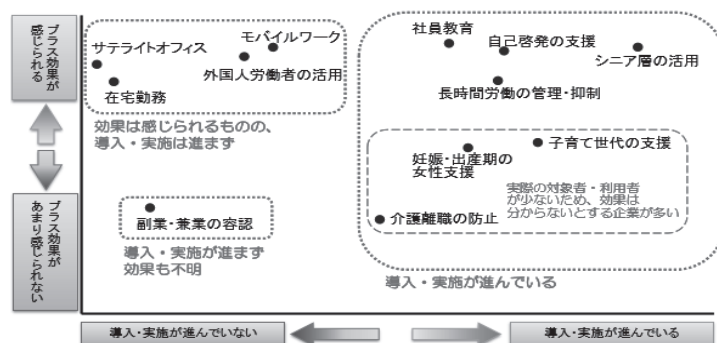 プラス効果が
感じられる
サテライトオフィス
モバイルワーク
外国人労働者の活用
在宅勤務
効果は感じられるものの、
導入・実施は進まず
社員教育
自己啓発の支援
シニア層の活用
長時間労働の管理・抑制
子育て世代の支援
妊娠・出産期の
女性支援
実際の対象者・利用者
が少ないため、効果は
分からないとする企業が多い
介護離職の防止
導入・実施が進んでいる
プラス効果が
あまり感じられない
副業・兼業の容認
導入・実施が進まず
効果も不明
導入・実施が進んでいない
導入・実施が進んでいる